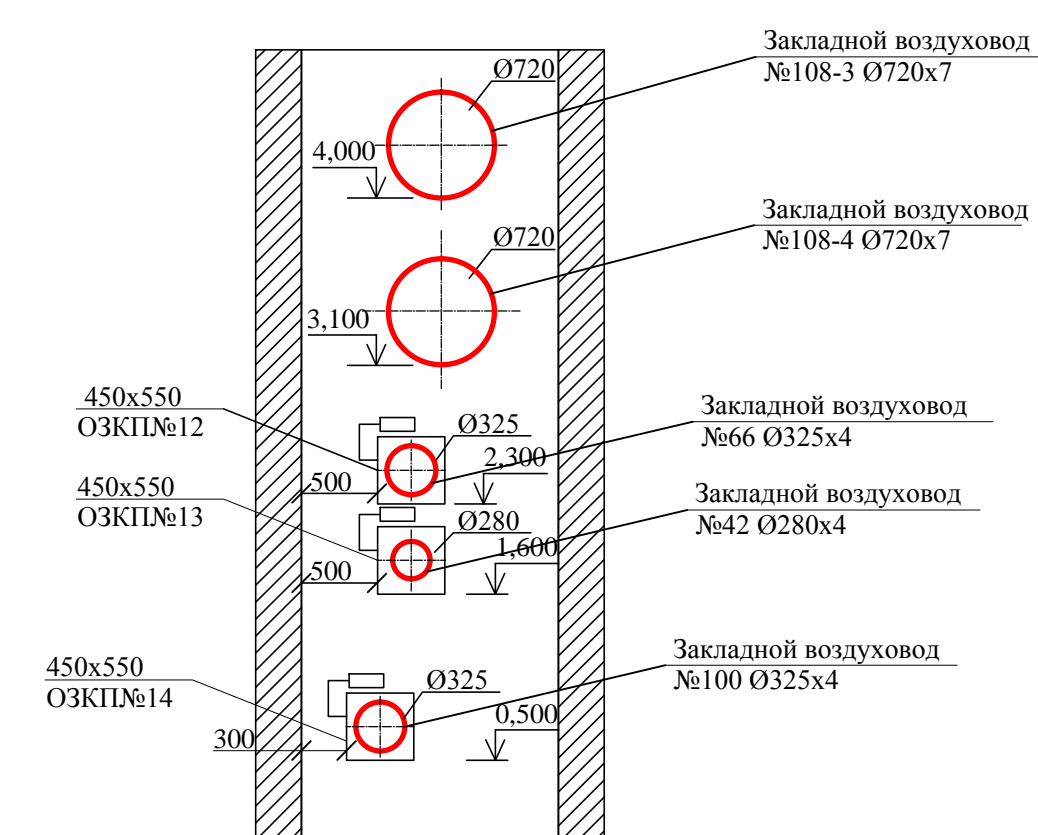 Закладной воздуховод
№108-3 Ø720х7
Ø720
4,000
Закладной воздуховод
№108-4 Ø720х7
Ø720
3,100
450х550
ОЗКП№12
Закладной воздуховод
№66 Ø325х4
Ø325
2,300
500
450х550
ОЗКП№13
Закладной воздуховод
№42 Ø280х4
Ø280
1,600
500
Закладной воздуховод
№100 Ø325х4
450х550
ОЗКП№14
Ø325
0,500
300